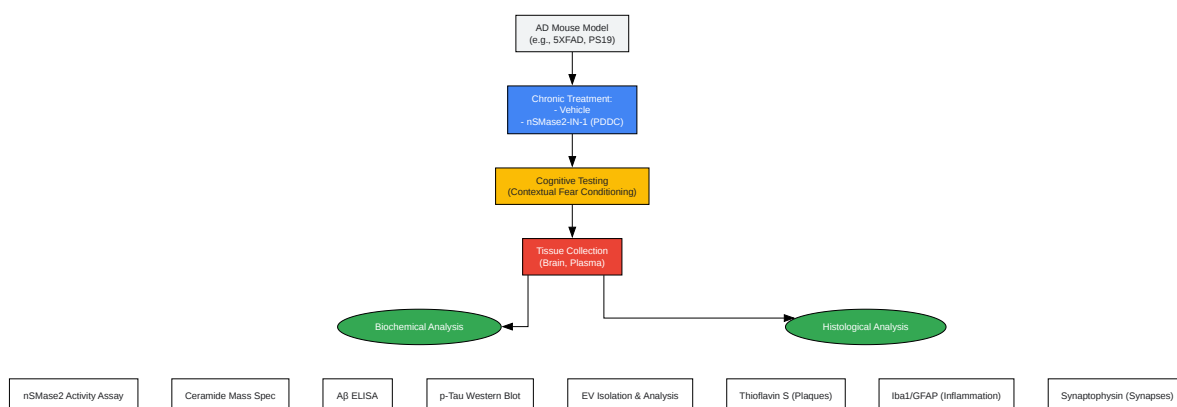 AD Mouse Model
(e.g., 5XFAD, PS19)
Chronic Treatment:
- Vehicle
- nSMase2-IN-1 (PDDC)
Cognitive Testing
(Contextual Fear Conditioning)
Tissue Collection
(Brain, Plasma)
Biochemical Analysis
Histological Analysis
nSMase2 Activity Assay
Ceramide Mass Spec
Aβ ELISA
p-Tau Western Blot
EV Isolation & Analysis
Thioflavin S (Plaques)
Iba1/GFAP (Inflammation)
Synaptophysin (Synapses)